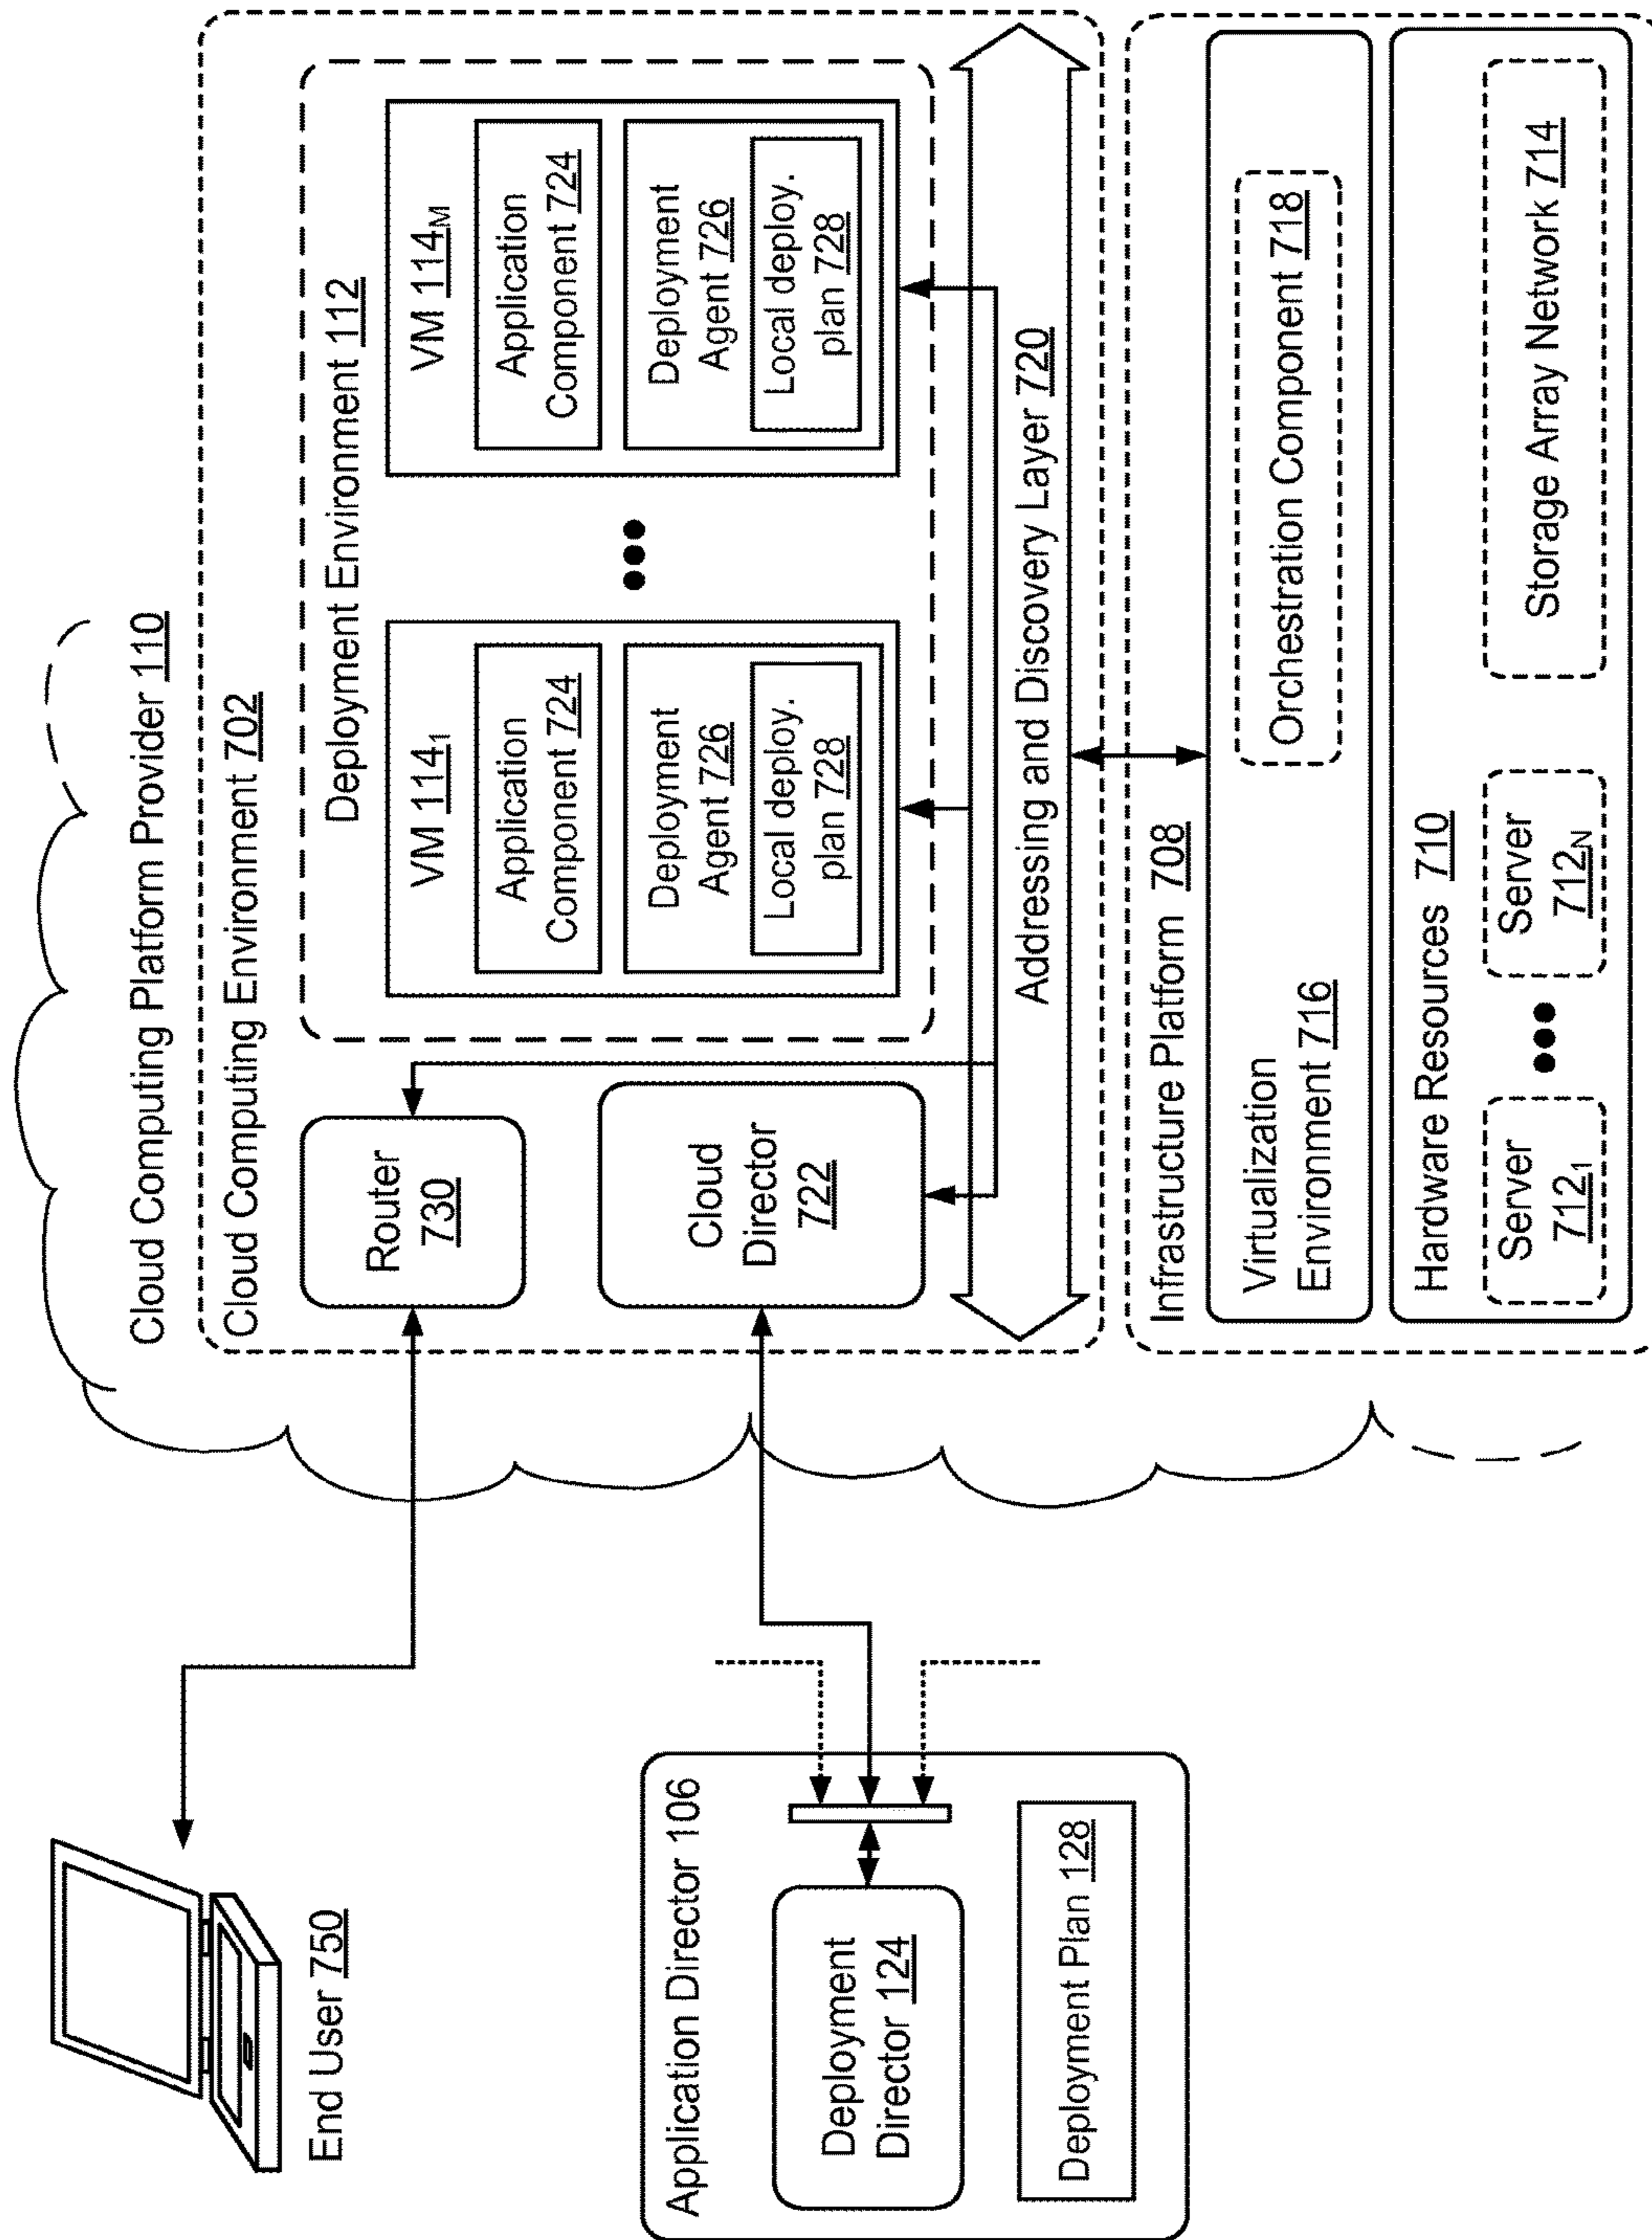 Cloud Computing Platform Provider 110
Cloud Computing Environment 702
Deployment Environment 112
Router
730
Cloud
Director
722
VM 114₁
Application
Component 724
Deployment
Agent 726
Local deploy.
plan 728
VM 114M
Application
Component 724
Deployment
Agent 726
Local deploy.
plan 728
Addressing and Discovery Layer 720
Infrastructure Platform 708
Virtualization
Environment 716
Orchestration Component 718
Hardware Resources 710
Server
712₁
Server
712N
Storage Array Network 714
End User 750
Application Director 106
Deployment
Director 124
Deployment Plan 128